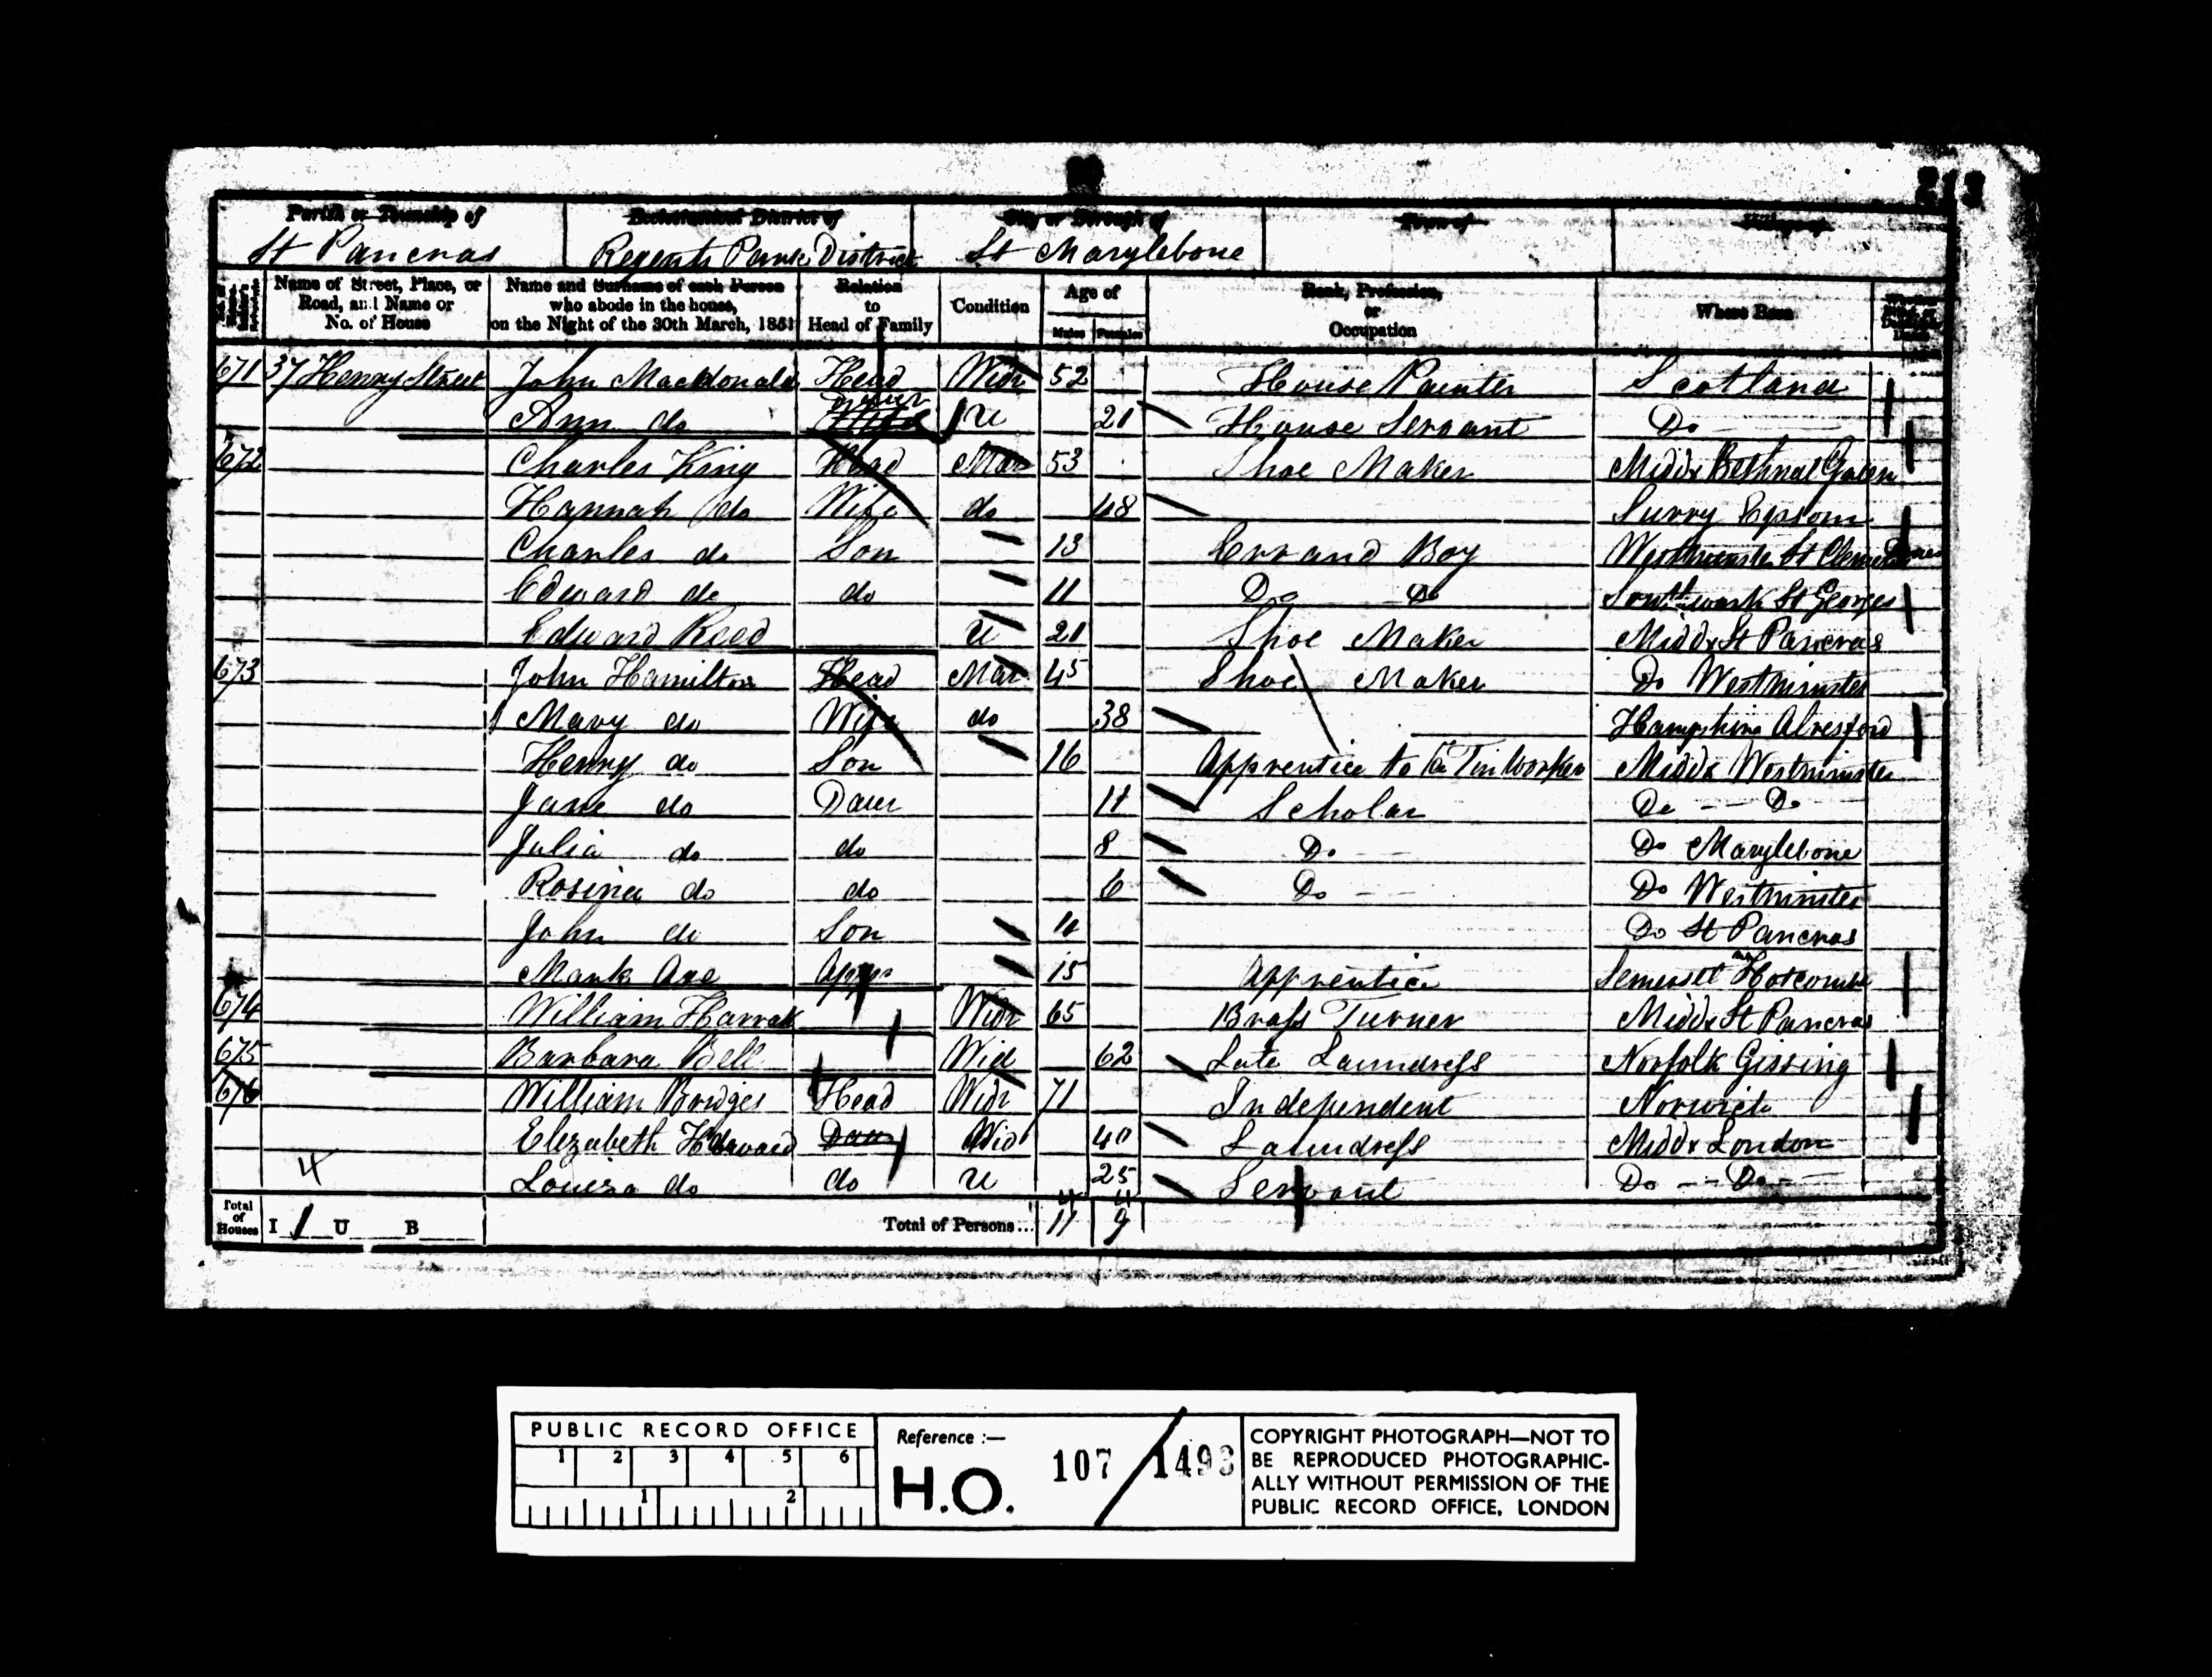 213
Parish or Township of Ecclesiastical District of City or Borough of Town of Village of
St Pancras Regents Park District St Marylebone
Name of Street, Place, or Road, and Name or No. of House
Name and Surname of each Person who abode in the house, on the Night of the 30th March, 1851
Relation to Head of Family
Condition
Age of
Males Females
Rank, Profession, or Occupation
Where Born
671 37 Henry Street John Macdonald Head Widr 52 House Painter Scotland
Ann do Daur U 21 House Servant Do
672 Charles King Head Mar 53 Shoe Maker Middx Bethnal Green
Hannah do Wife do 48 Surry Epsom
Charles do Son 13 Errand Boy Westminster St Clement Danes
Edward do do 11 Do Do Southwark St Georges
Edward Reed U 21 Shoe Maker Middx St Pancras
673 John Hamilton Head Mar 45 Shoe Maker Do Westminster
Mary do Wife do 38 Hampshire Alresford
Henry do Son 16 Apprentice to Tin Worker Middx Westminster
Jane do Daur 11 Scholar Do -- Do
Julia do do 8 Do Do Marylebone
Rosina do do 6 Do Do Westminster
John do Son Do St Pancras
Mark Axe App 15 Apprentice Somerset
674 William Widr 65 Brass Turner Middx St Pancras
675 Barbara Bell Wid 62 Late Laundress Norfolk Gissing
676 William Bridges Head Widr 71 Independent Norwich
Elizabeth Daur Wid 40 Laundress Middx London
4 Louisa do do U 25 Servant Do -- Do
Total of Houses I 1 U B Total of Persons... 11 9
PUBLIC RECORD OFFICE
1 2 3 4 5 6
1 2
Reference :—
H.O. 107/1493
COPYRIGHT PHOTOGRAPH—NOT TO
BE REPRODUCED PHOTOGRAPHIC-
ALLY WITHOUT PERMISSION OF THE
PUBLIC RECORD OFFICE, LONDON